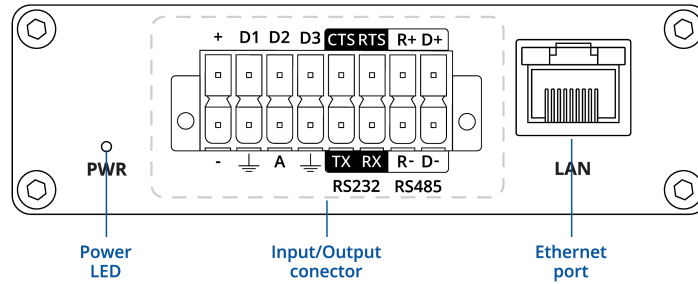 + D1 D2 D3 CTS RTS R+ D+
PWR
- A TX RX R- D-
LAN
RS232 RS485
Power
LED
Input/Output
conector
Ethernet
port